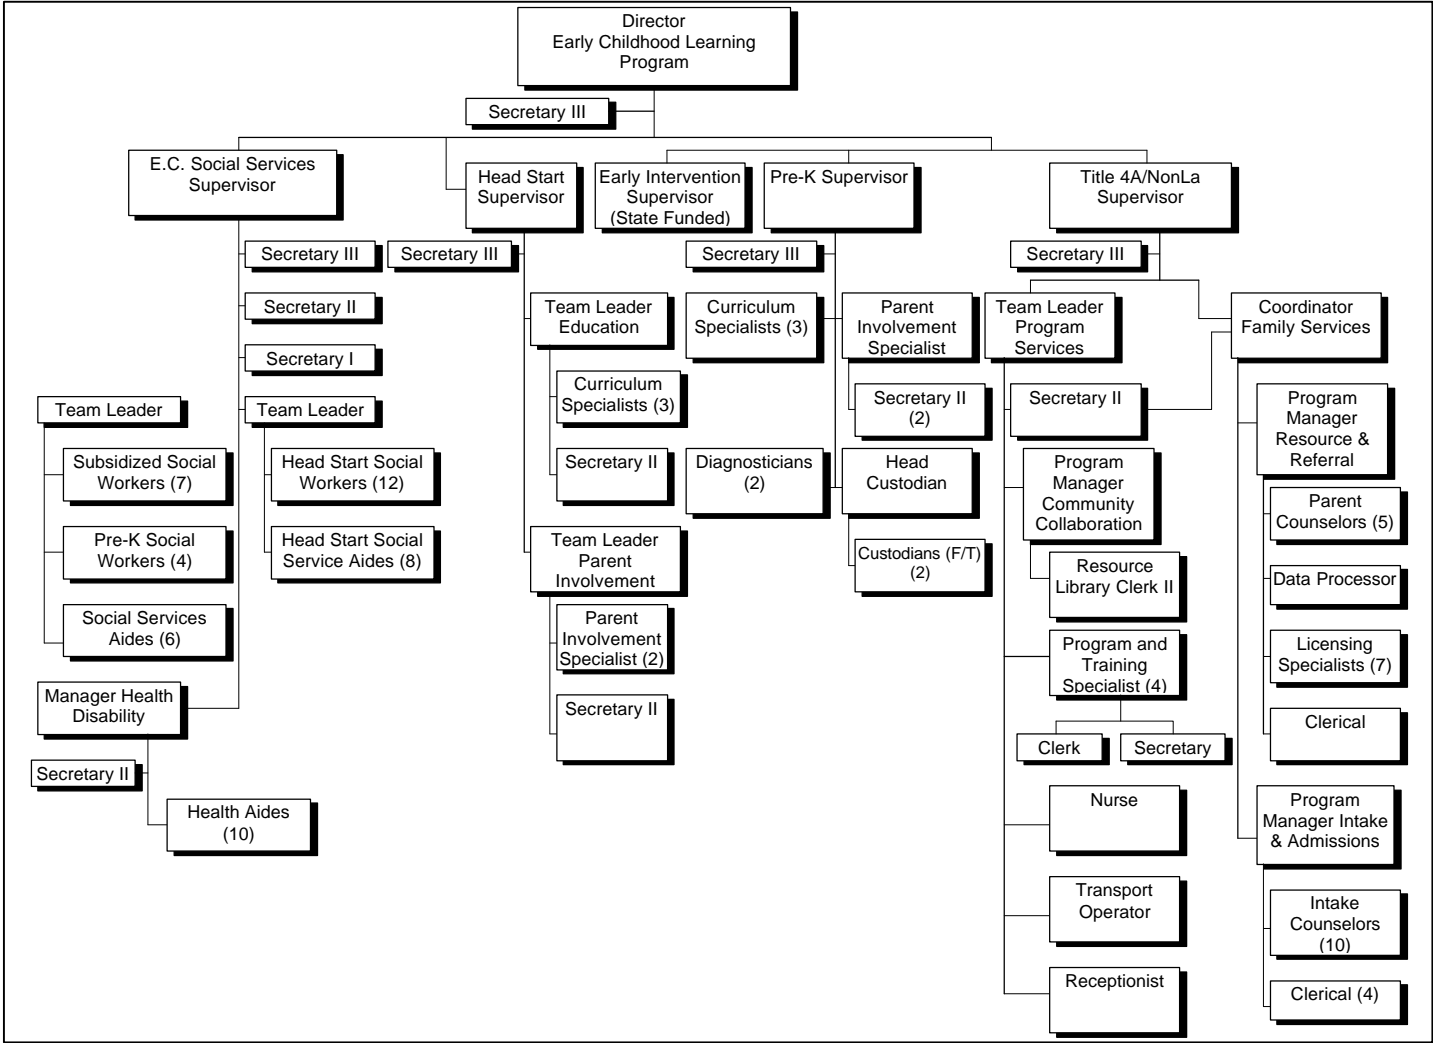 Director
Early Childhood Learning
Program
Secretary III
E.C. Social Services
Supervisor
Head Start
Supervisor
Early Intervention
Supervisor
(State Funded)
Pre-K Supervisor
Title 4A/NonLa
Supervisor
Secretary III
Secretary II
Secretary I
Team Leader
Subsidized Social
Workers (7)
Pre-K Social
Workers (4)
Social Services
Aides (6)
Team Leader
Head Start Social
Workers (12)
Head Start Social
Service Aides (8)
Manager Health
Disability
Secretary II
Health Aides
(10)
Secretary III
Team Leader
Education
Curriculum
Specialists (3)
Secretary II
Team Leader
Parent
Involvement
Parent
Involvement
Specialist (2)
Secretary II
Secretary III
Curriculum
Specialists (3)
Parent
Involvement
Specialist
Secretary II
(2)
Diagnosticians
(2)
Head
Custodian
Custodians (F/T)
(2)
Secretary III
Team Leader
Program
Services
Secretary II
Program
Manager
Community
Collaboration
Resource
Library Clerk II
Program and
Training
Specialist (4)
Clerk
Secretary
Nurse
Transport
Operator
Receptionist
Coordinator
Family Services
Program
Manager
Resource &
Referral
Parent
Counselors (5)
Data Processor
Licensing
Specialists (7)
Clerical
Program
Manager Intake
& Admissions
Intake
Counselors
(10)
Clerical (4)